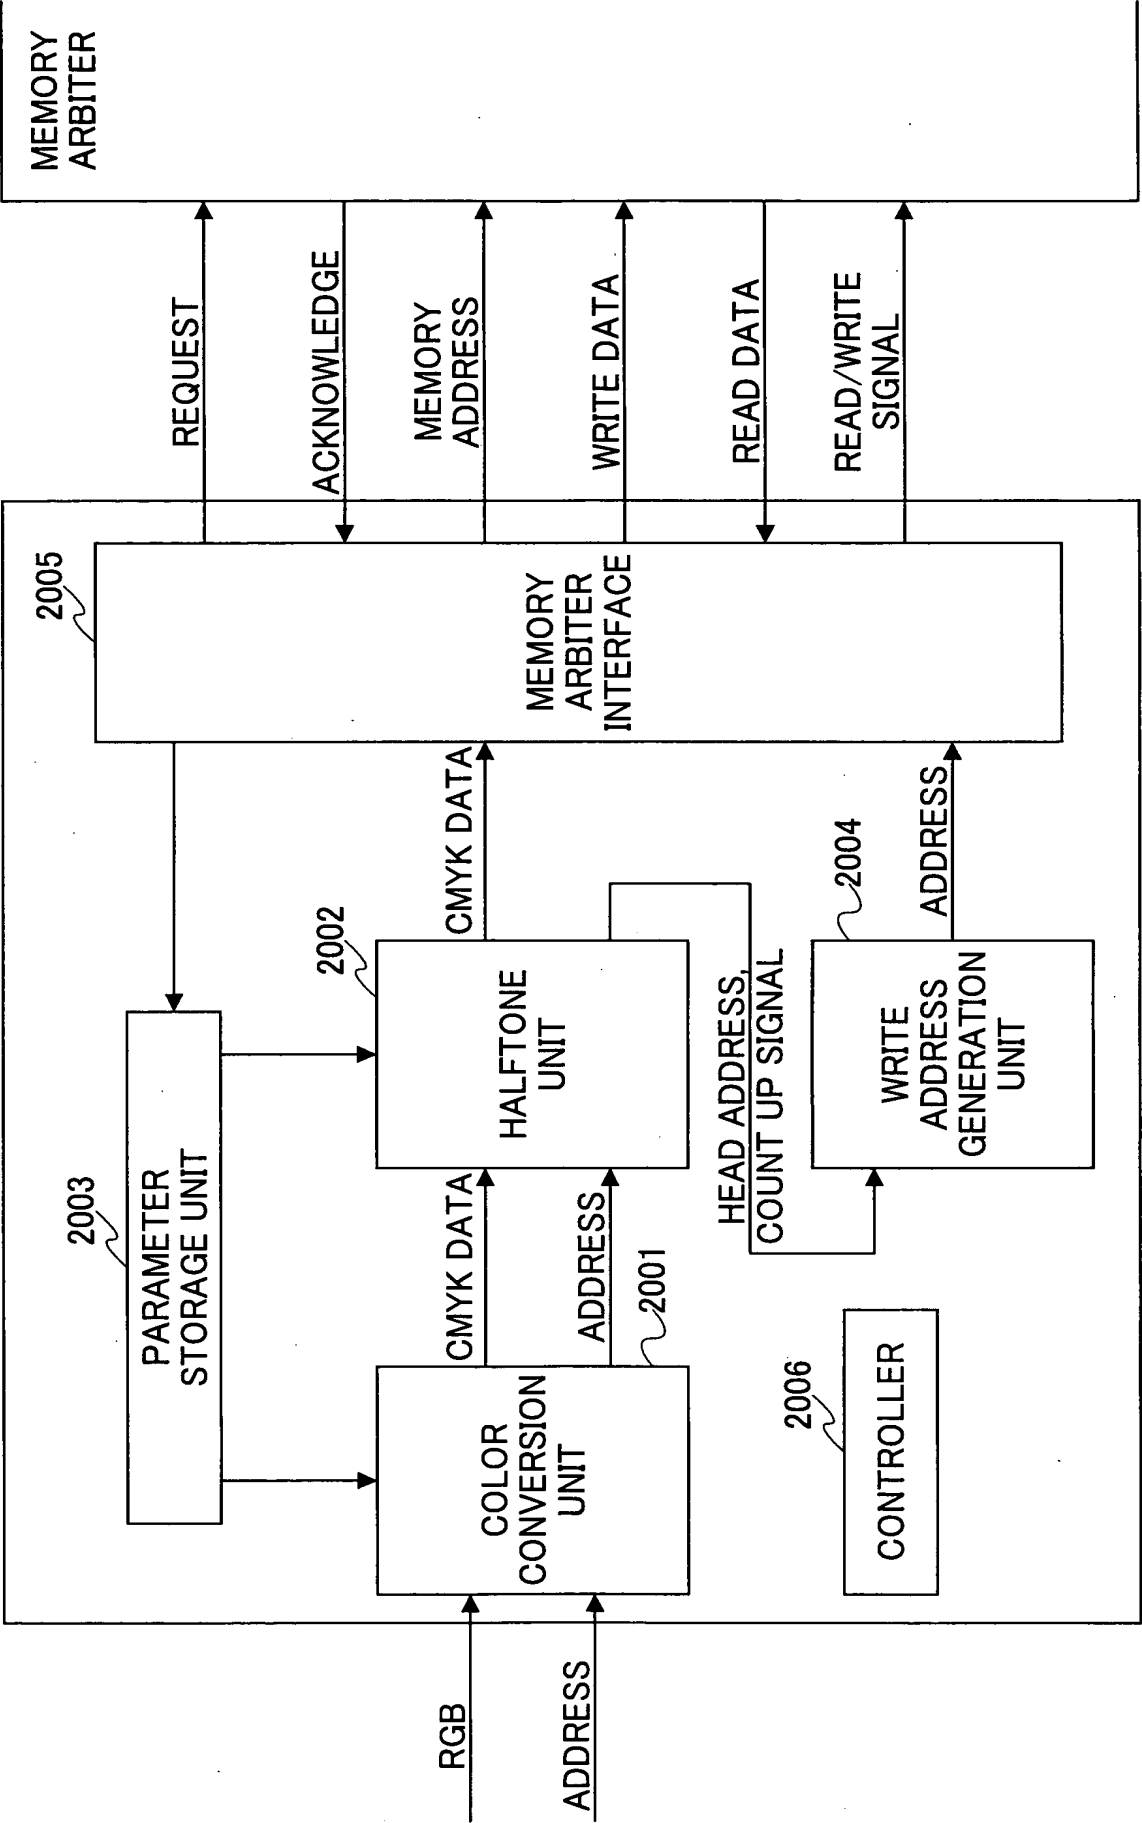 MEMORY
ARBITER
REQUEST
ACKNOWLEDGE
MEMORY
ADDRESS
WRITE DATA
READ DATA
READ/WRITE
SIGNAL
2005
MEMORY
ARBITER
INTERFACE
2003
PARAMETER
STORAGE UNIT
2002
HALFTONE
UNIT
CMYK DATA
CMYK DATA
ADDRESS
HEAD ADDRESS,
COUNT UP SIGNAL
2004
WRITE
ADDRESS
GENERATION
UNIT
ADDRESS
2001
COLOR
CONVERSION
UNIT
2006
CONTROLLER
RGB
ADDRESS